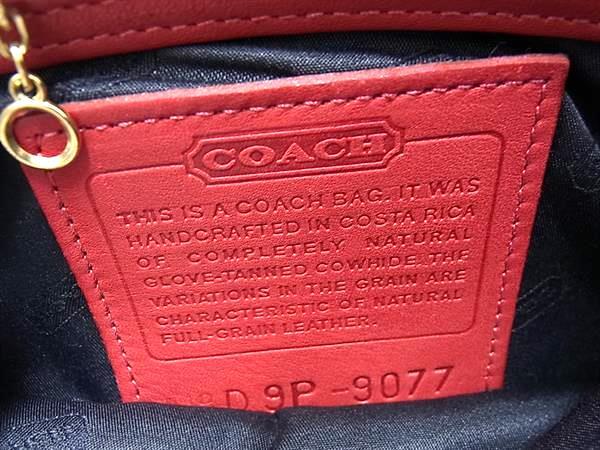 COACH
THIS IS A COACH BAG. IT WAS
HANDCRAFTED IN COSTA RICA
OF COMPLETELY NATURAL
GLOVE-TANNED COWHIDE. THE
VARIATIONS IN THE GRAIN ARE
CHARACTERISTIC OF NATURAL
FULL-GRAIN LEATHER.
D9P-9077